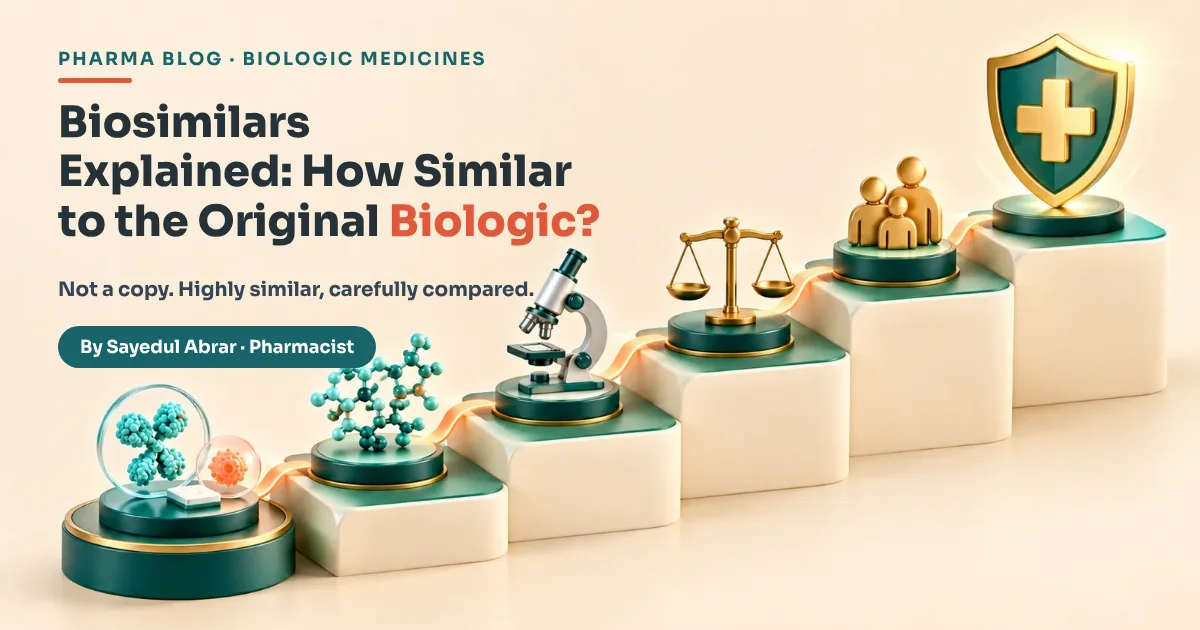 PHARMA BLOG · BIOLOGIC MEDICINES
Biosimilars
Explained: How Similar
to the Original Biologic?
Not a copy. Highly similar, carefully compared.
By Sayedul Abrar · Pharmacist